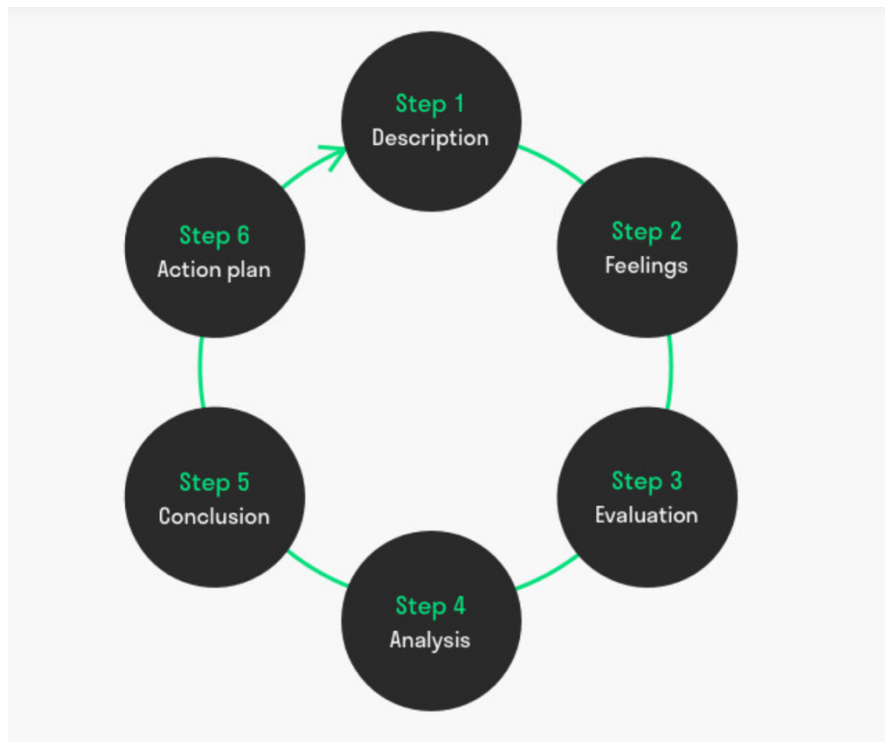 Step 1
Description
Step 2
Feelings
Step 3
Evaluation
Step 4
Analysis
Step 5
Conclusion
Step 6
Action plan